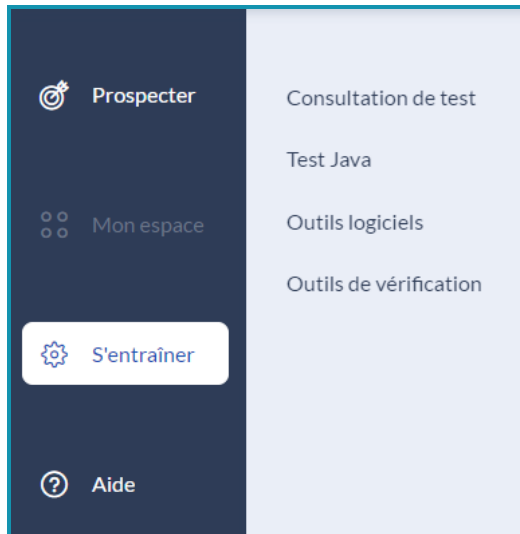 Prospecter
Mon espace
S'entraîner
Aide
Consultation de test
Test Java
Outils logiciels
Outils de vérification